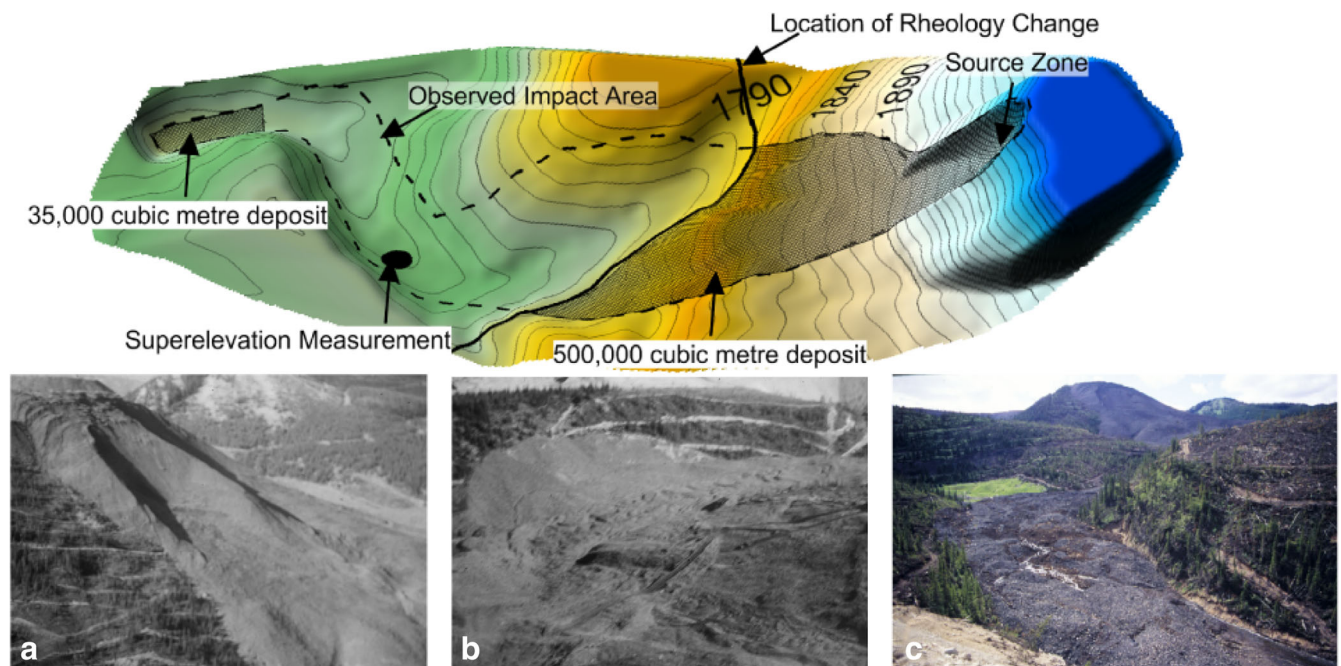 Location of Rheology Change
Source Zone
Observed Impact Area
1790
1840
1890
35,000 cubic metre deposit
Superelevation Measurement
500,000 cubic metre deposit
a
b
c